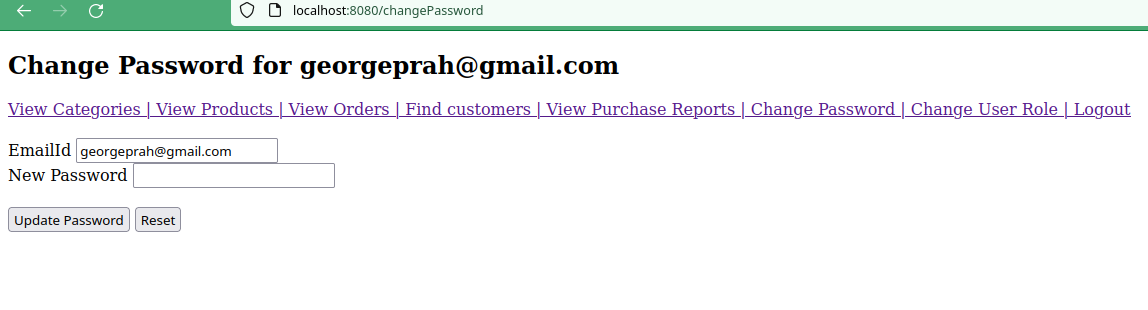 localhost:8080/changePassword
Change Password for georgeprah@gmail.com
View Categories | View Products | View Orders | Find customers | View Purchase Reports | Change Password | Change User Role | Logout
EmailId georgeprah@gmail.com
New Password
Update Password Reset